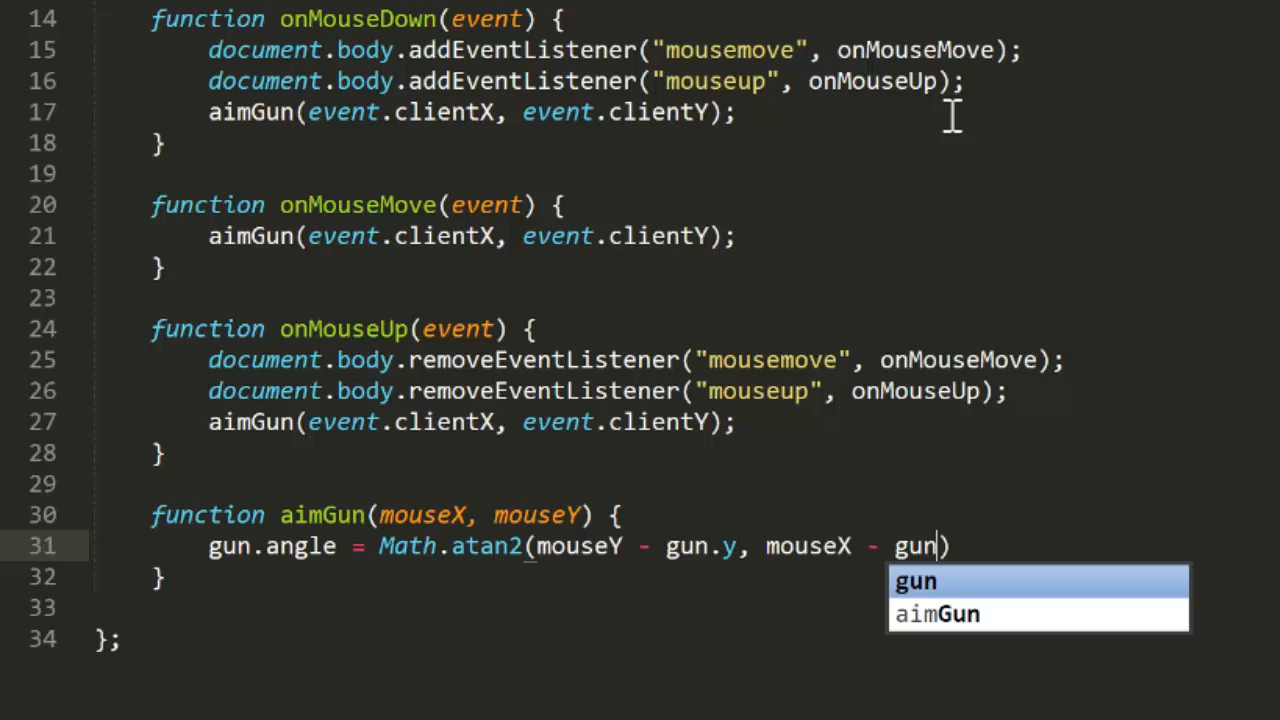 14 function onMouseDown(event) {
15 document.body.addEventListener("mousemove", onMouseMove);
16 document.body.addEventListener("mouseup", onMouseUp);
17 aimGun(event.clientX, event.clientY);
18 }
19
20 function onMouseMove(event) {
21 aimGun(event.clientX, event.clientY);
22 }
23
24 function onMouseUp(event) {
25 document.body.removeEventListener("mousemove", onMouseMove);
26 document.body.removeEventListener("mouseup", onMouseUp);
27 aimGun(event.clientX, event.clientY);
28 }
29
30 function aimGun(mouseX, mouseY) {
31 gun.angle = Math.atan2(mouseY - gun.y, mouseX - gun)
gun
32 }
aimGun
33
34 };